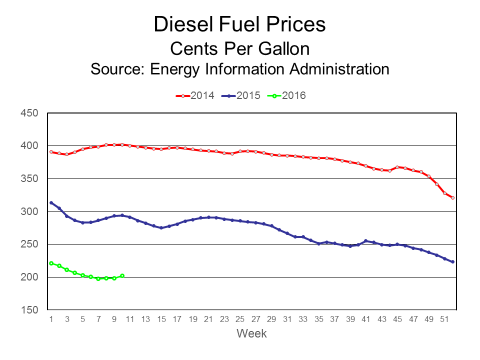 Diesel Fuel Prices
Cents Per Gallon
Source: Energy Information Administration
2014 2015 2016
450
400
350
300
250
200
150
1 3 5 7 9 11 13 15 17 19 21 23 25 27 29 31 33 35 37 39 41 43 45 47 49 51
Week